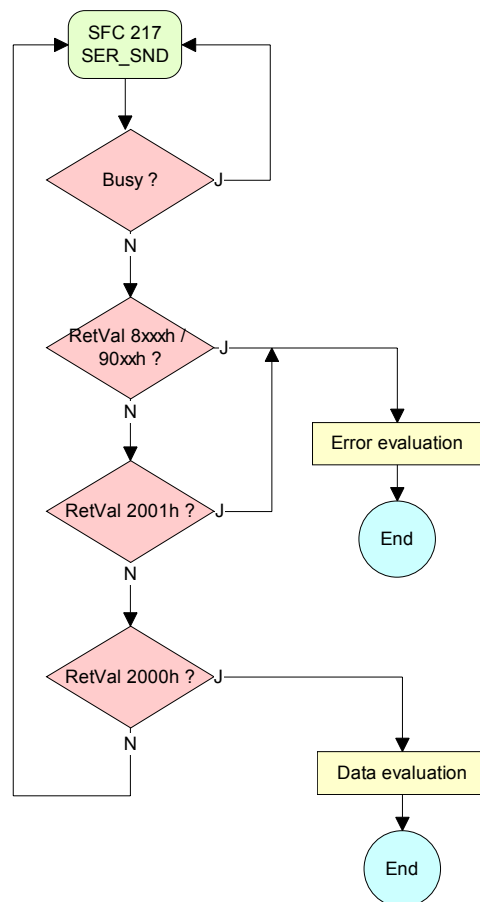 SFC 217
SER_SND
Busy ?
J
N
RetVal 8xxxh /
90xxh ?
J
N
Error evaluation
RetVal 2001h ?
J
End
N
RetVal 2000h ?
J
N
Data evaluation
End